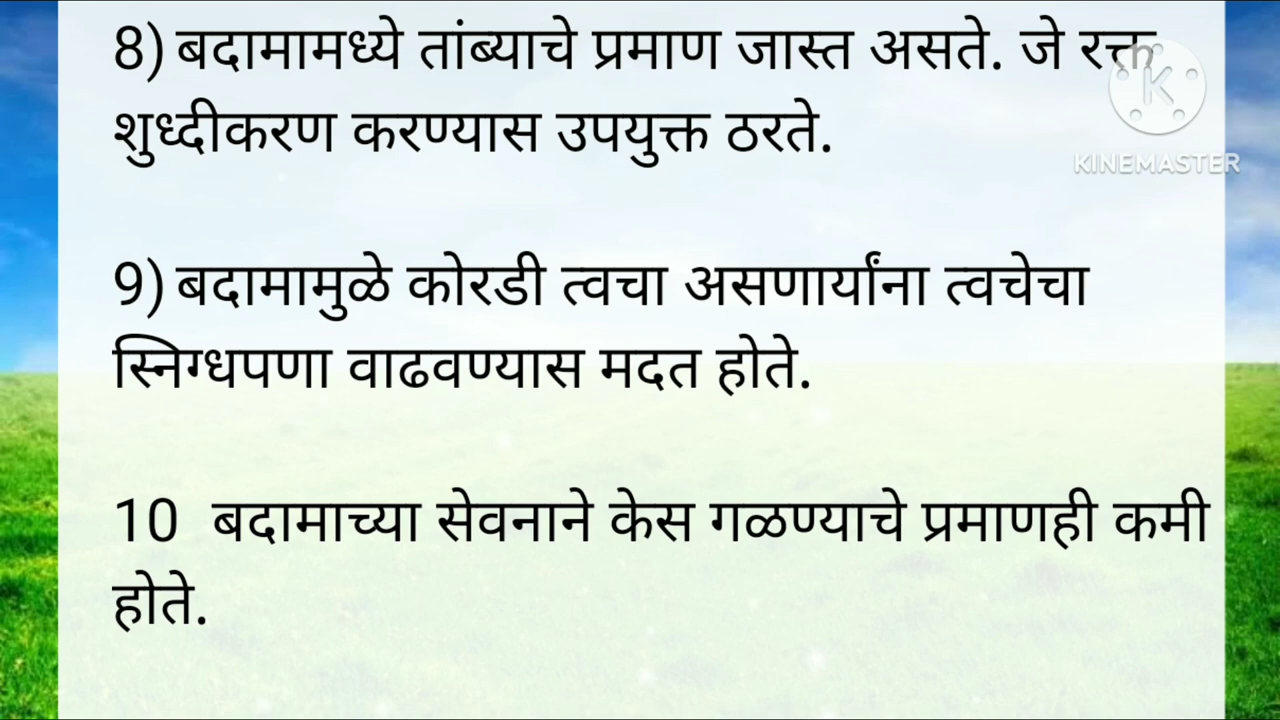 8) बदामामध्ये तांब्याचे प्रमाण जास्त असते. जे रक्त
शुध्दीकरण करण्यास उपयुक्त ठरते.
KINEMASTER
9) बदामामुळे कोरडी त्वचा असणार्यांना त्वचेचा
स्निग्धपणा वाढवण्यास मदत होते.
10 बदामाच्या सेवनाने केस गळण्याचे प्रमाणही कमी
होते.